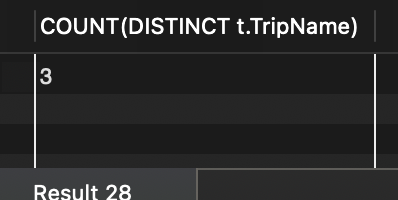 COUNT(DISTINCT t.TripName)
3
Result 28